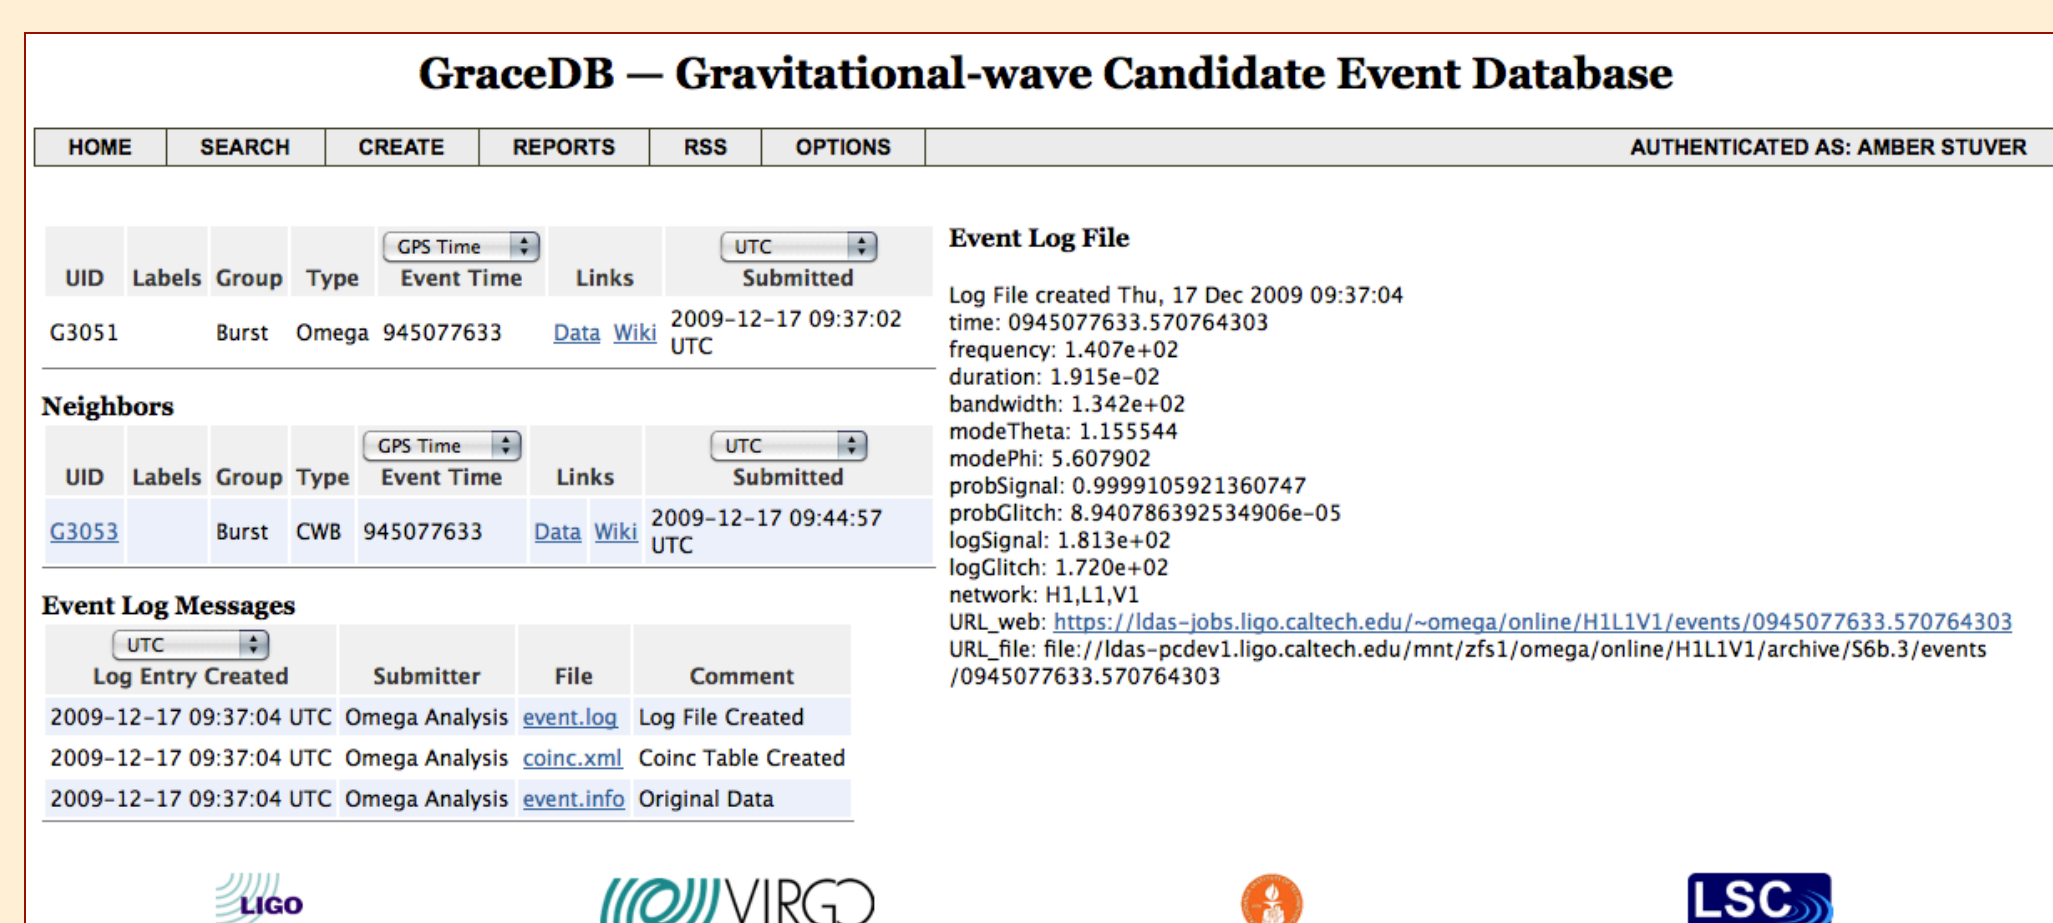 GraceDB — Gravitational-wave Candidate Event Database
HOME SEARCH CREATE REPORTS RSS OPTIONS AUTHENTICATED AS: AMBER STUVER
GPS Time UTC
UID Labels Group Type Event Time Links Submitted
G3051 Burst Omega 945077633 Data Wiki 2009-12-17 09:37:02
UTC
Neighbors
GPS Time UTC
UID Labels Group Type Event Time Links Submitted
G3053 Burst CWB 945077633 Data Wiki 2009-12-17 09:44:57
UTC
Event Log Messages
UTC
Log Entry Created Submitter File Comment
2009-12-17 09:37:04 UTC Omega Analysis event.log Log File Created
2009-12-17 09:37:04 UTC Omega Analysis coinc.xml Coinc Table Created
2009-12-17 09:37:04 UTC Omega Analysis event.info Original Data
Event Log File
Log File created Thu, 17 Dec 2009 09:37:04
time: 0945077633.570764303
frequency: 1.407e+02
duration: 1.915e-02
bandwidth: 1.342e+02
modeTheta: 1.155544
modePhi: 5.607902
probSignal: 0.9999105921360747
probGlitch: 8.940786392534906e-05
logSignal: 1.813e+02
logGlitch: 1.720e+02
network: H1,L1,V1
URL_web: https://ldas-jobs.ligo.caltech.edu/~omega/online/H1L1V1/events/0945077633.570764303
URL_file: file://ldas-pcdev1.ligo.caltech.edu/mnt/zfs1/omega/online/H1L1V1/archive/S6b.3/events
/0945077633.570764303
LIGO
VIRGO
LSC